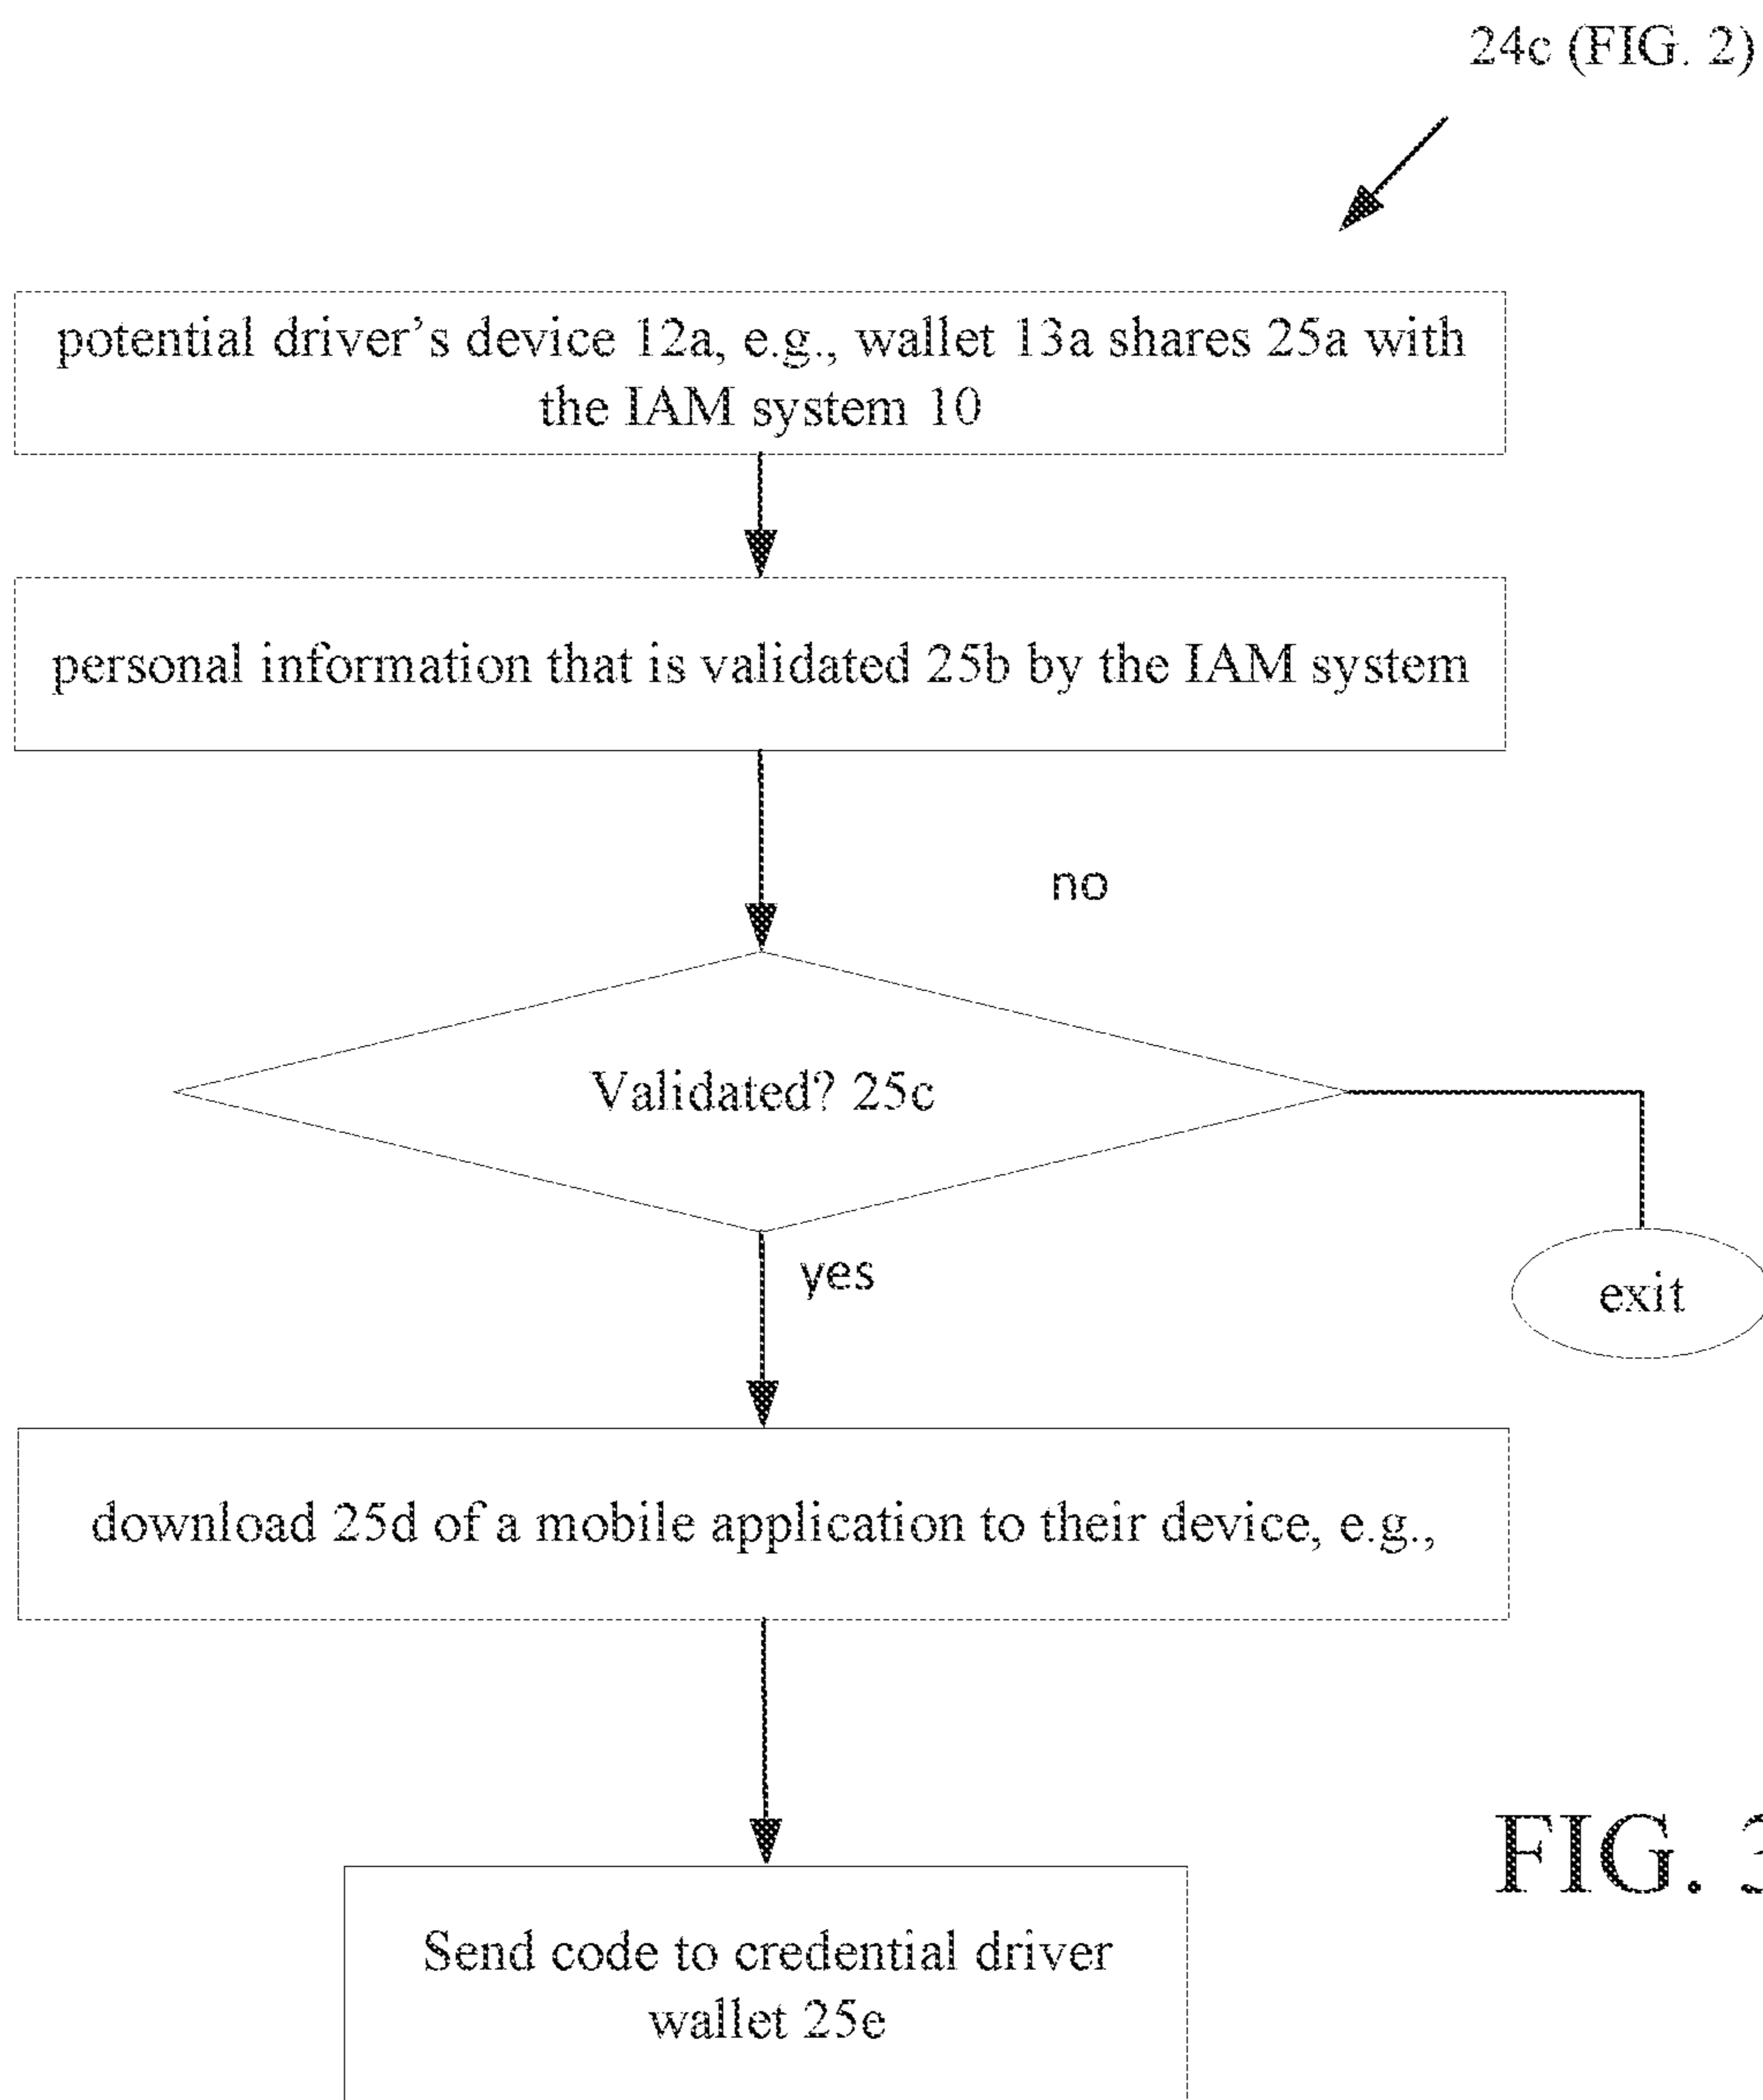 24c (FIG. 2)
potential driver's device 12a, e.g., wallet 13a shares 25a with
the IAM system 10
personal information that is validated 25b by the IAM system
no
Validated? 25c
yes
exit
download 25d of a mobile application to their device, e.g.,
FIG. 3
Send code to credential driver
wallet 25e